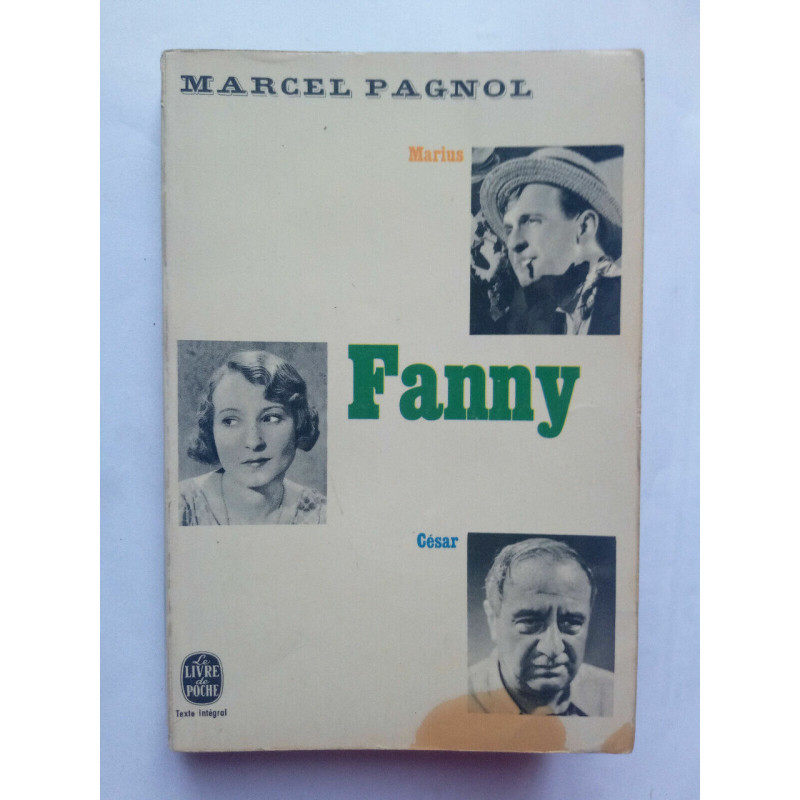 MARCEL PAGNOL
Marius
Fanny
César
Le
LIVRE
de
POCHE
Texte intégral